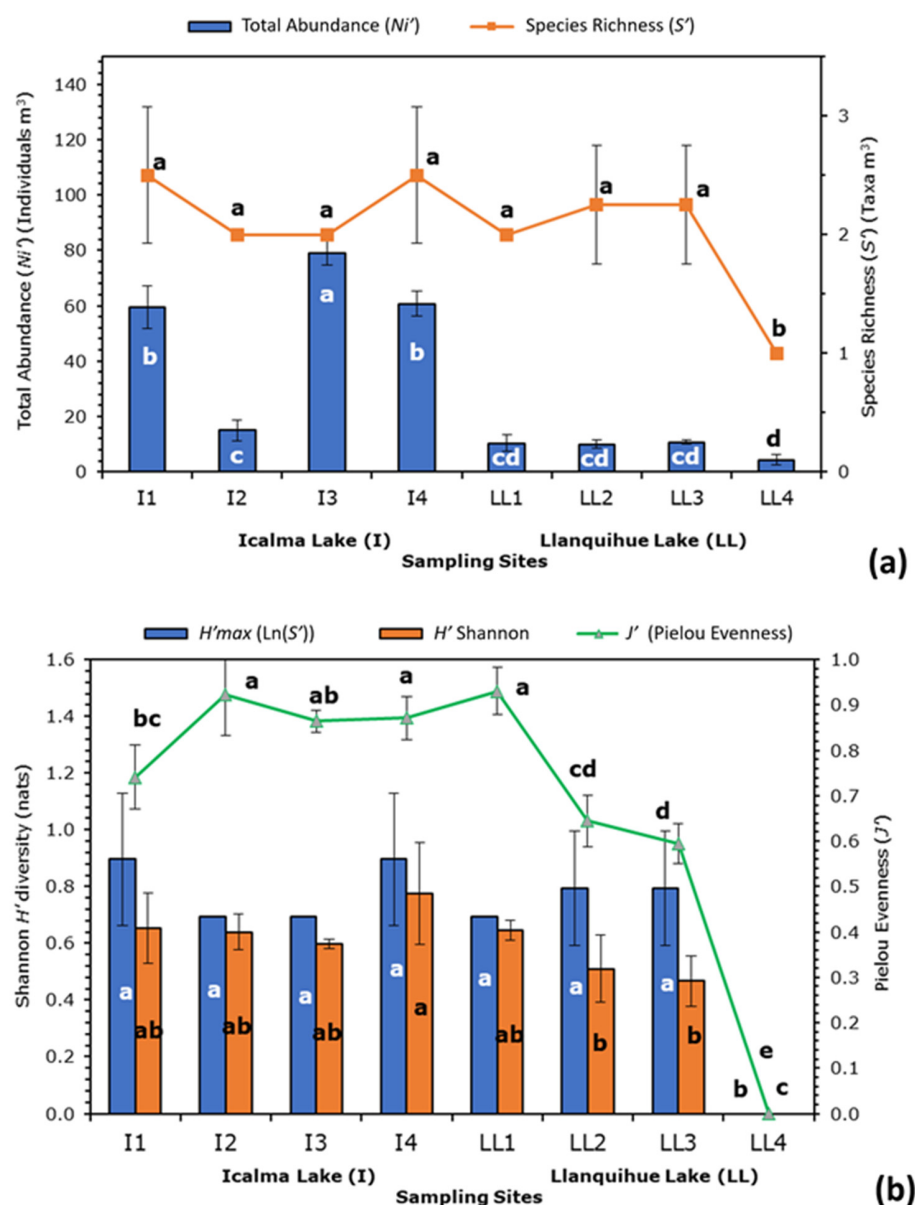 Total Abundance (Ni') Species Richness (S')
Total Abundance (Ni') (Individuals m³)
140
120
100
80
60
40
20
0
3
2
1
0
Species Richness (S') (Taxa m³)
a a a a a a a b
b c a b cd cd cd d
I1 I2 I3 I4 LL1 LL2 LL3 LL4
Icalma Lake (I) Llanquihue Lake (LL)
Sampling Sites
(a)
H'max (Ln(S')) H' Shannon J' (Pielou Evenness)
Shannon H' diversity (nats)
1.6
1.4
1.2
1.0
0.8
0.6
0.4
0.2
0.0
1.0
0.9
0.8
0.7
0.6
0.5
0.4
0.3
0.2
0.1
0.0
Pielou Evenness (J')
bc a ab a a cd d e
a a a a a a a b
ab ab ab a ab b b c
I1 I2 I3 I4 LL1 LL2 LL3 LL4
Icalma Lake (I) Llanquihue Lake (LL)
Sampling Sites
(b)